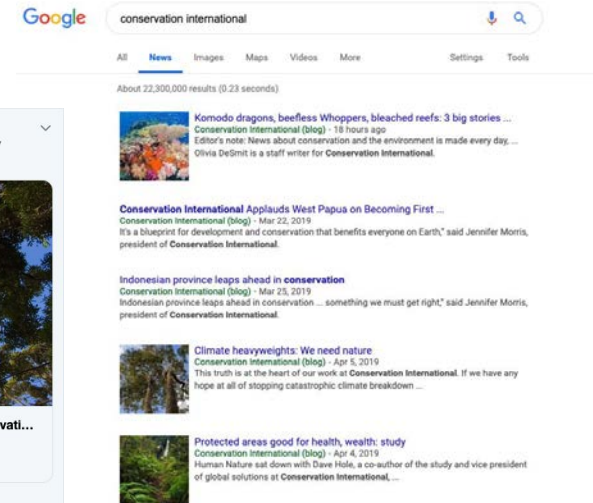 Google
conservation international
All News Images Maps Videos More Settings Tools
About 22,300,000 results (0.23 seconds)
Komodo dragons, beefless Whoppers, bleached reefs: 3 big stories ...
Conservation International (blog) - 18 hours ago
Editor's note: News about conservation and the environment is made every day, ...
Olivia DeSmit is a staff writer for Conservation International.
Conservation International Applauds West Papua on Becoming First ...
Conservation International (blog) - Mar 22, 2019
It's a blueprint for development and conservation that benefits everyone on Earth," said Jennifer Morris,
president of Conservation International.
Indonesian province leaps ahead in conservation
Conservation International (blog) - Mar 25, 2019
Indonesian province leaps ahead in conservation ... something we must get right," said Jennifer Morris,
president of Conservation International.
Climate heavyweights: We need nature
Conservation International (blog) - Apr 5, 2019
This truth is at the heart of our work at Conservation International. If we have any
hope at all of stopping catastrophic climate breakdown ...
vati...
Protected areas good for health, wealth: study
Conservation International (blog) - Apr 4, 2019
Human Nature sat down with Dave Hole, a co-author of the study and vice president
of global solutions at Conservation International, ...